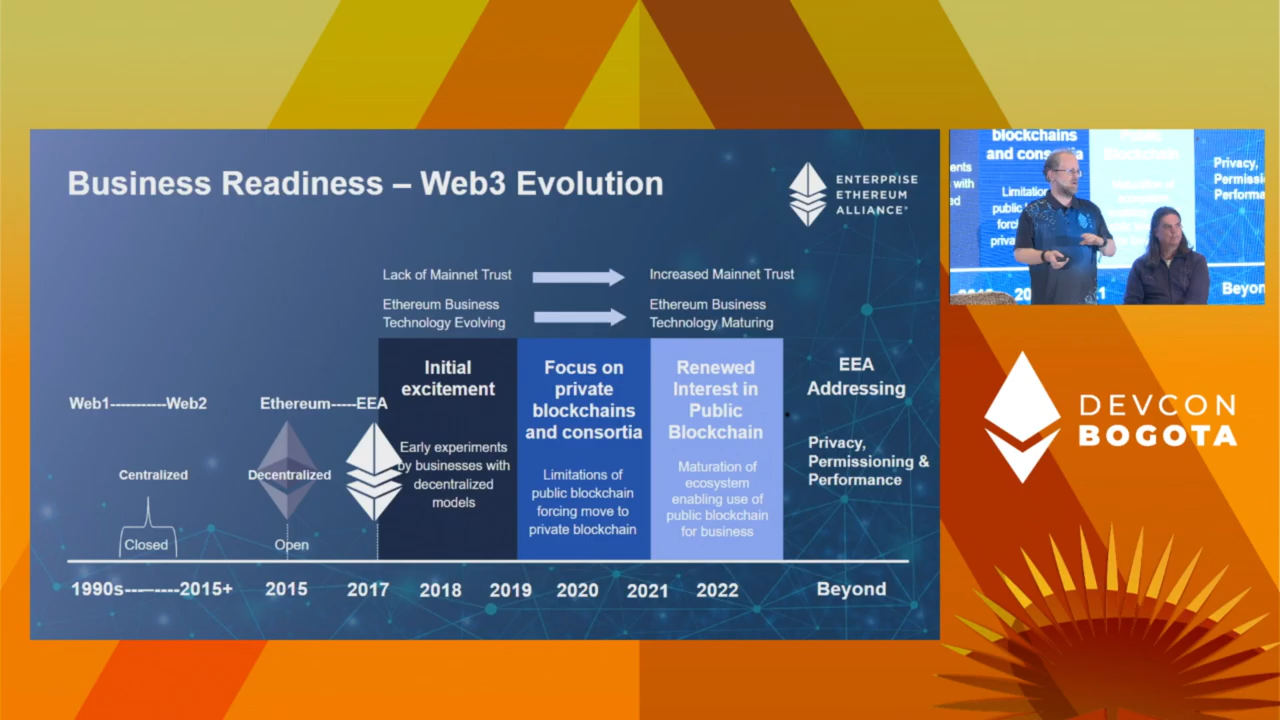 Business Readiness – Web3 Evolution
ENTERPRISE
ETHEREUM
ALLIANCE®
Lack of Mainnet Trust
Increased Mainnet Trust
Ethereum Business
Technology Evolving
Ethereum Business
Technology Maturing
Web1-----------Web2
Centralized
Closed
Ethereum-----EEA
Decentralized
Open
Initial
excitement
Early experiments
by businesses with
decentralized
models
Focus on
private
blockchains
and consortia
Limitations of
public blockchain
forcing move to
private blockchain
Renewed
Interest in
Public
Blockchain
Maturation of
ecosystem
enabling use of
public blockchain
for business
EEA
Addressing
Privacy,
Permissioning &
Performance
1990s---------2015+
2015
2017
2018
2019
2020
2021
2022
Beyond
blockchains
and
with
Privacy,
Beyon
DEVCON
BOGOTA